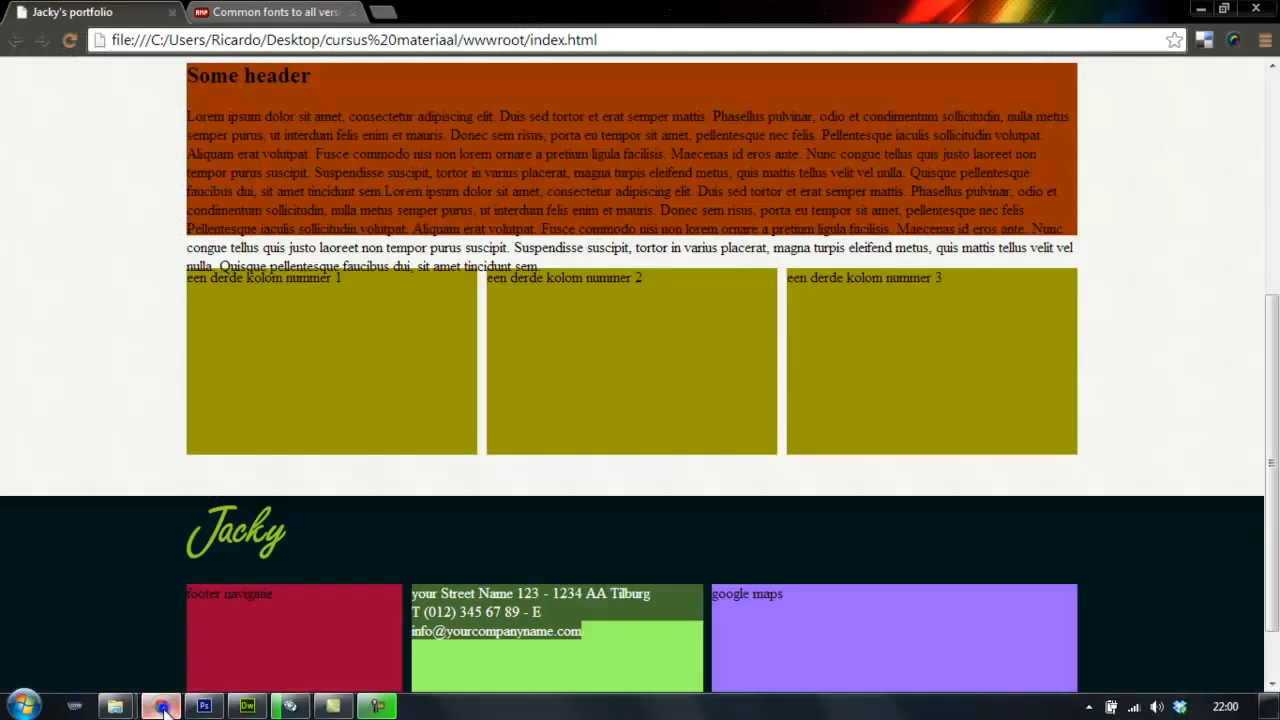 Jacky's portfolio
Common fonts to all vers
file:///C:/Users/Ricardo/Desktop/cursus%20materiaal/wwwroot/index.html
Some header
Lorem ipsum dolor sit amet, consectetur adipiscing elit. Duis sed tortor et erat semper mattis. Phasellus pulvinar, odio et condimentum sollicitudin, nulla metus
semper purus, ut interdum felis enim et mauris. Donec sem risus, porta eu tempor sit amet, pellentesque nec felis. Pellentesque iaculis sollicitudin volutpat.
Aliquam erat volutpat. Fusce commodo nisi non lorem ornare a pretium ligula facilisis. Maecenas id eros ante. Nunc congue tellus quis justo laoreet non
tempor purus suscipit. Suspendisse suscipit, tortor in varius placerat, magna turpis eleifend metus, quis mattis tellus velit vel nulla. Quisque pellentesque
faucibus dui, sit amet tincidunt sem.Lorem ipsum dolor sit amet, consectetur adipiscing elit. Duis sed tortor et erat semper mattis. Phasellus pulvinar, odio et
condimentum sollicitudin, nulla metus semper purus, ut interdum felis enim et mauris. Donec sem risus, porta eu tempor sit amet, pellentesque nec felis.
Pellentesque iaculis sollicitudin volutpat. Aliquam erat volutpat. Fusce commodo nisi non lorem ornare a pretium ligula facilisis. Maecenas id eros ante. Nunc
congue tellus quis justo laoreet non tempor purus suscipit. Suspendisse suscipit, tortor in varius placerat, magna turpis eleifend metus, quis mattis tellus velit vel
nulla. Quisque pellentesque faucibus dui, sit amet tincidunt sem.
een derde kolom nummer 1
een derde kolom nummer 2
een derde kolom nummer 3
Jacky
footer navigatie
your Street Name 123 - 1234 AA Tilburg
T (012) 345 67 89 - E
info@yourcompanyname.com
google maps
Ps
Dw
22:00